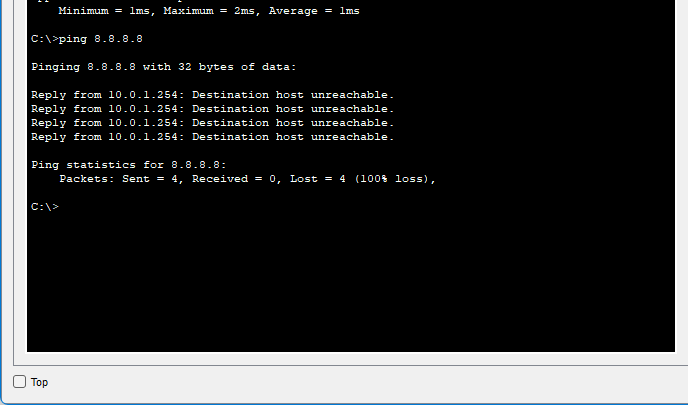 Minimum = 1ms, Maximum = 2ms, Average = 1ms
C:\>ping 8.8.8.8
Pinging 8.8.8.8 with 32 bytes of data:
Reply from 10.0.1.254: Destination host unreachable.
Reply from 10.0.1.254: Destination host unreachable.
Reply from 10.0.1.254: Destination host unreachable.
Reply from 10.0.1.254: Destination host unreachable.
Ping statistics for 8.8.8.8:
Packets: Sent = 4, Received = 0, Lost = 4 (100% loss),
C:\>
Top